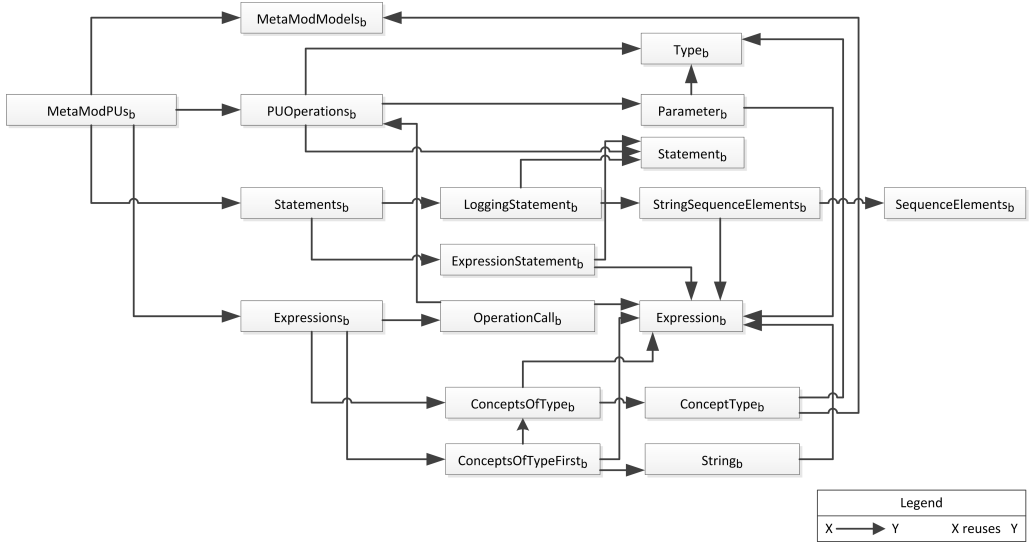 MetaModModels_b
Type_b
MetaModPUs_b
PUOperations_b
Parameter_b
Statement_b
Statements_b
LoggingStatement_b
StringSequenceElements_b
SequenceElements_b
ExpressionStatement_b
Expressions_b
OperationCall_b
Expression_b
ConceptsOfType_b
ConceptType_b
ConceptsOfTypeFirst_b
String_b
Legend
X Y X reuses Y